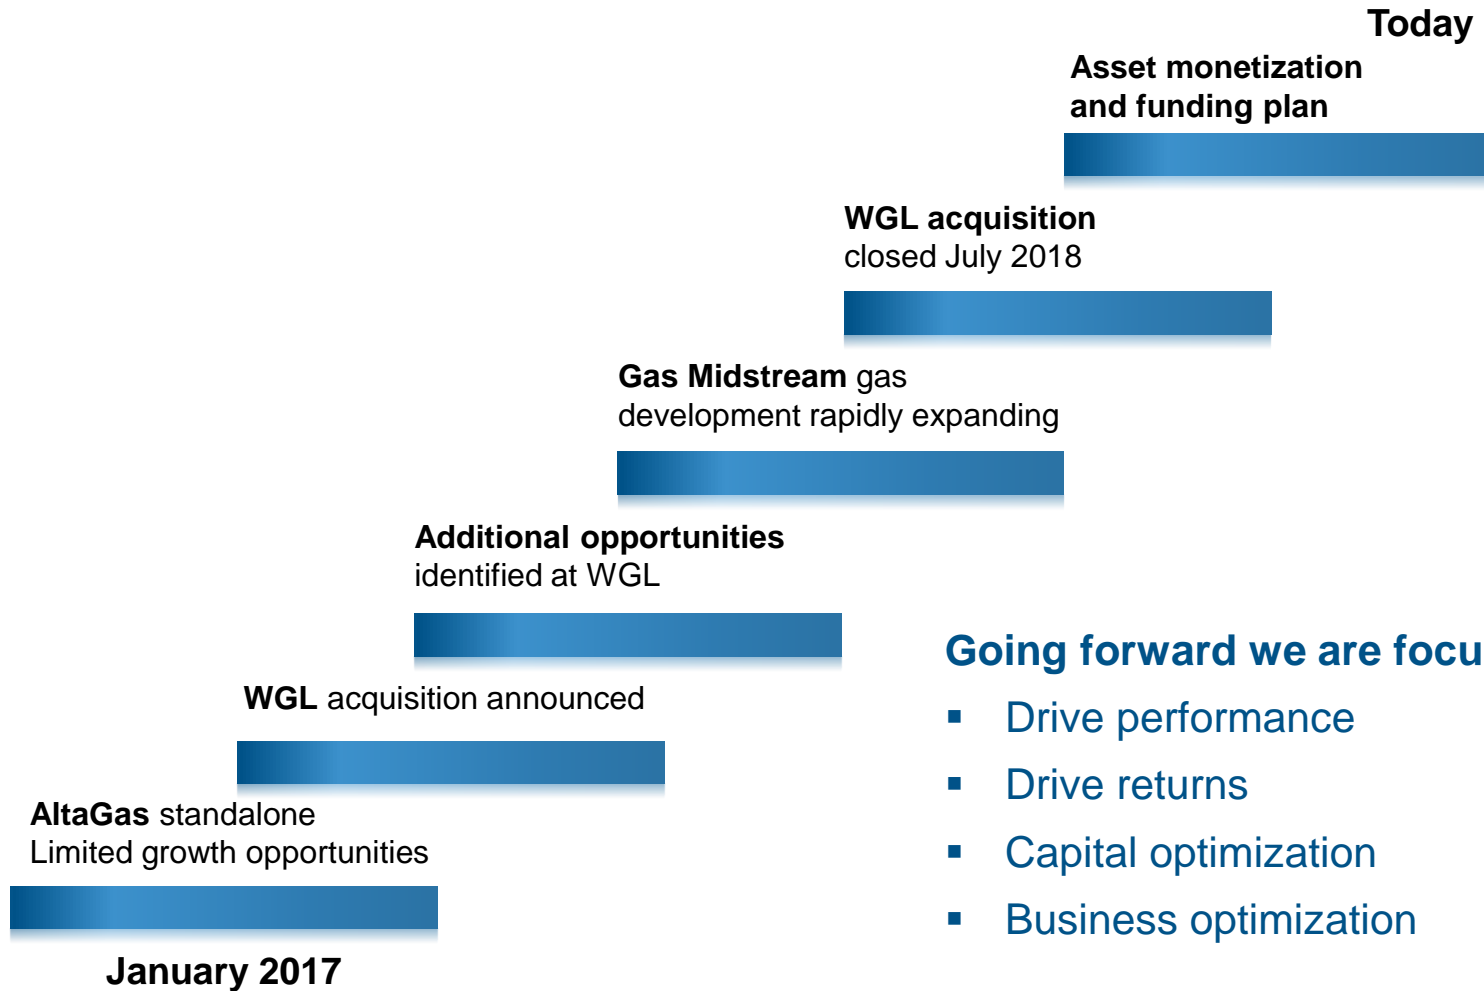 Today
Asset monetization
and funding plan
WGL acquisition
closed July 2018
Gas Midstream gas
development rapidly expanding
Additional opportunities
identified at WGL
WGL acquisition announced
AltaGas standalone
Limited growth opportunities
January 2017
Going forward we are focu
▪ Drive performance
▪ Drive returns
▪ Capital optimization
▪ Business optimization